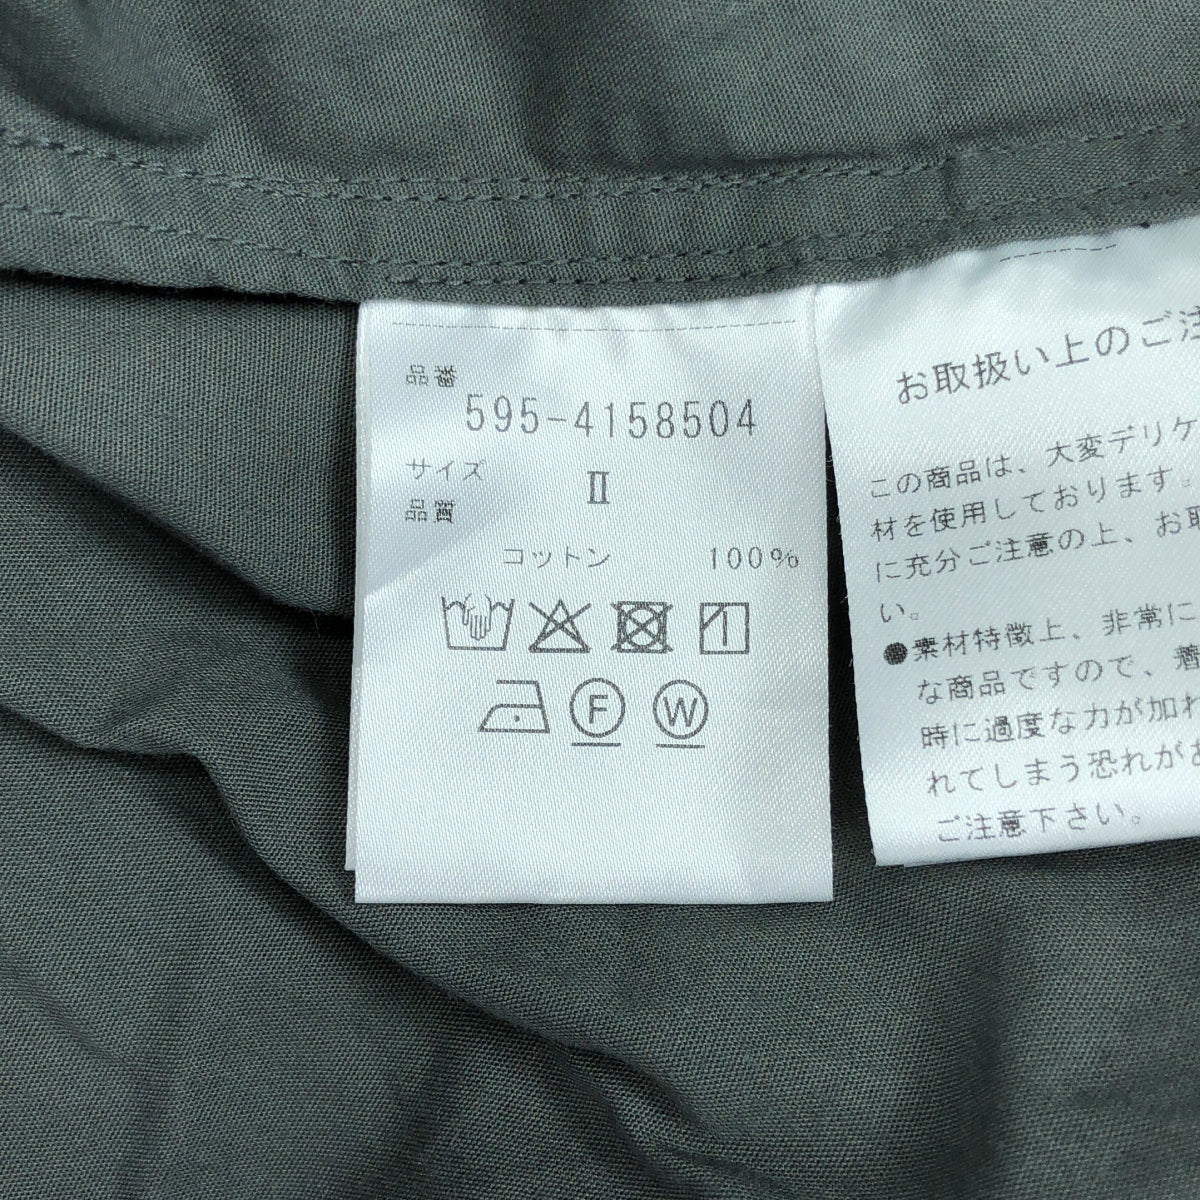 品番
595-4158504
サイズ
Ⅱ
品質
コットン 100%
F W
お取扱い上のご注
この商品は、大変デリケ
材を使用しております。
に充分ご注意の上、お取
い。
●素材特徴上、非常に
な商品ですので、着
時に過度な力が加わ
れてしまう恐れがあ
ご注意下さい。